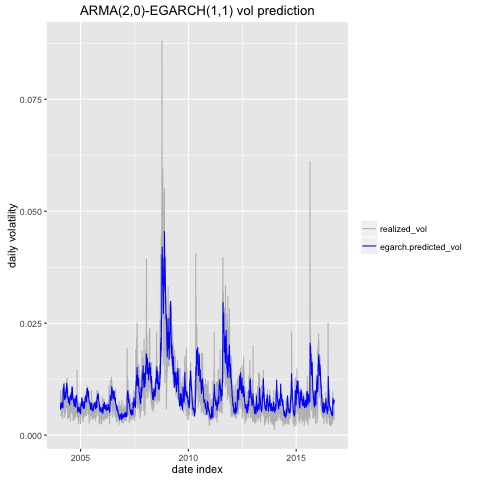 ARMA(2,0)-EGARCH(1,1) vol prediction
0.075
0.050
0.025
0.000
daily volatility
2005 2010 2015
date index
realized_vol
egarch.predicted_vol